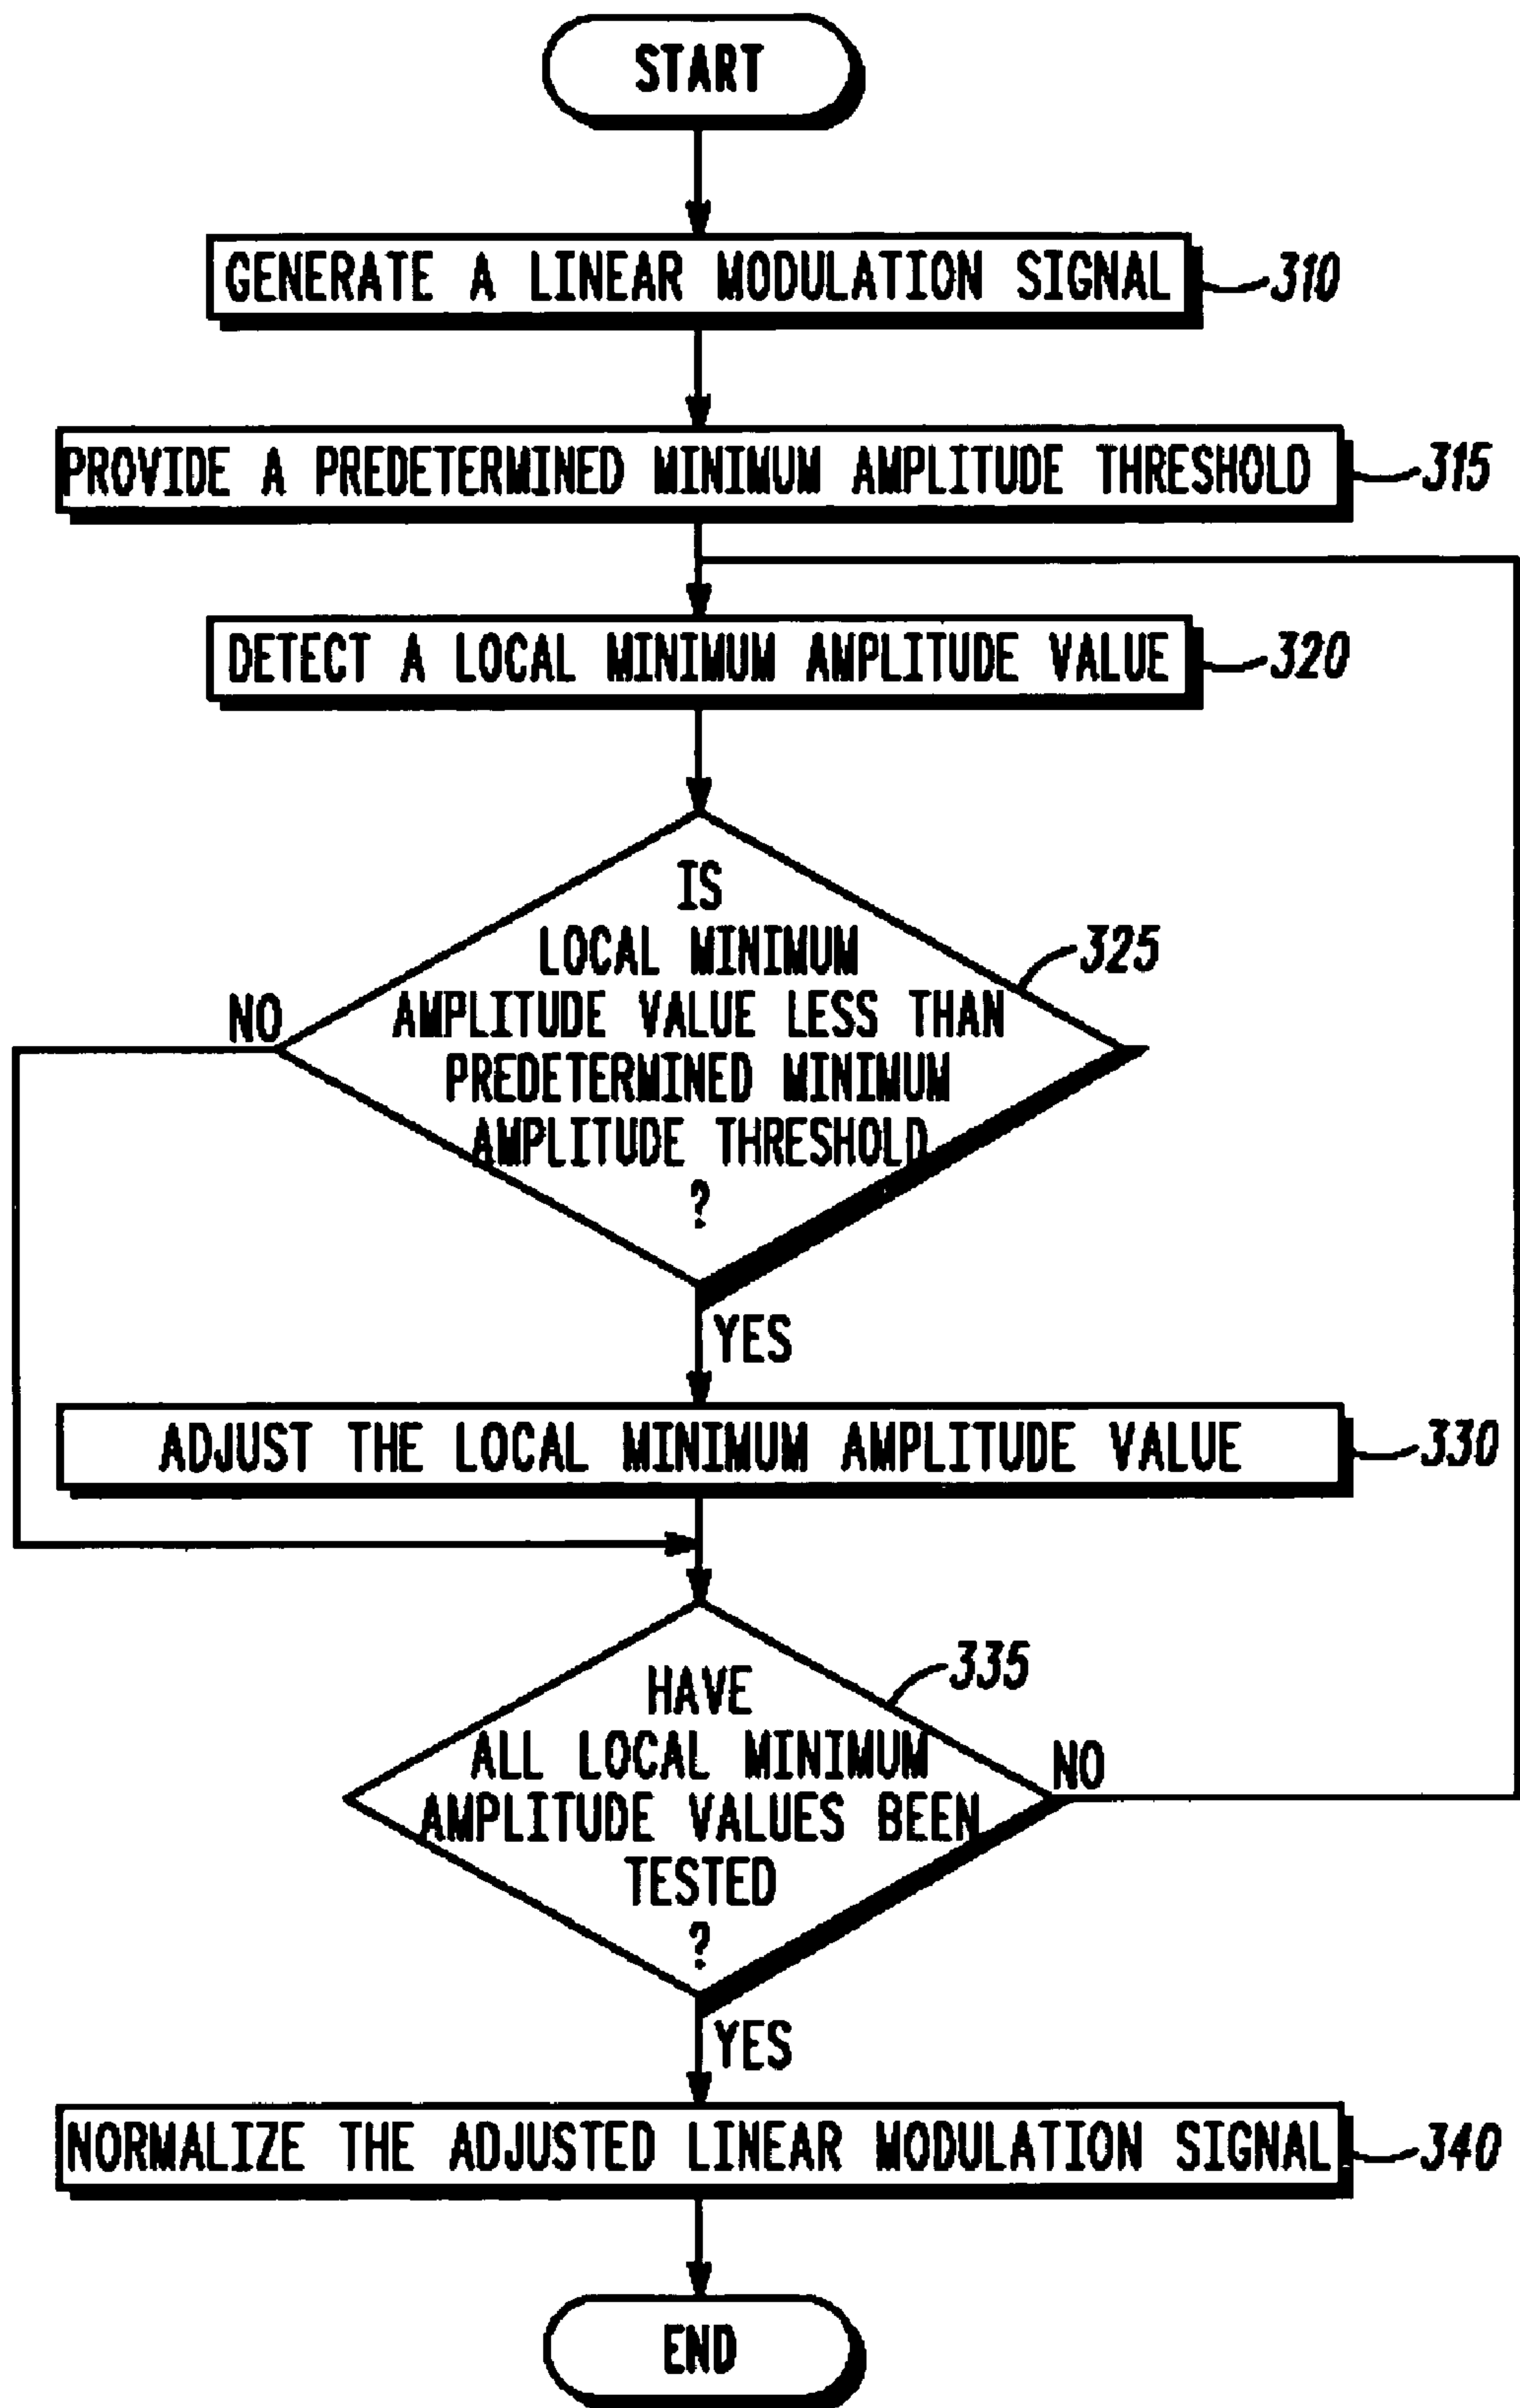 START
GENERATE A LINEAR MODULATION SIGNAL
310
PROVIDE A PREDETERMINED MINIMUM AMPLITUDE THRESHOLD
315
DETECT A LOCAL MINIMUM AMPLITUDE VALUE
320
IS
LOCAL MINIMUM
AMPLITUDE VALUE LESS THAN
PREDETERMINED MINIMUM
AMPLITUDE THRESHOLD
?
325
NO
YES
ADJUST THE LOCAL MINIMUM AMPLITUDE VALUE
330
HAVE
ALL LOCAL MINIMUM
AMPLITUDE VALUES BEEN
TESTED
?
335
NO
YES
NORMALIZE THE ADJUSTED LINEAR MODULATION SIGNAL
340
END